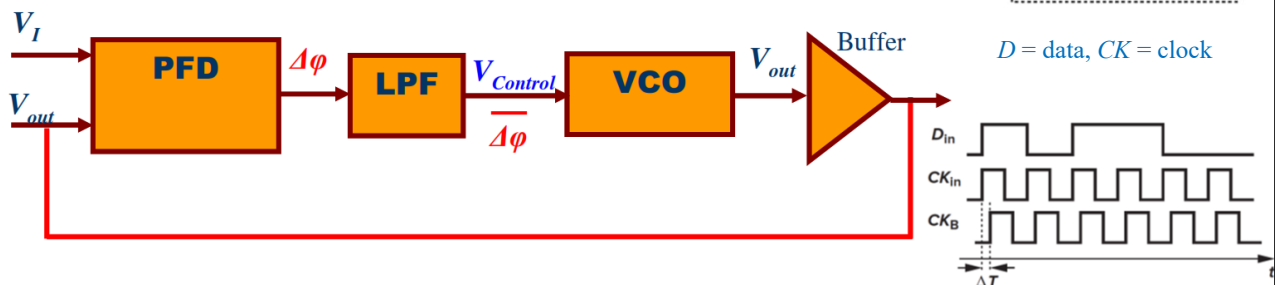 V_I
PFD
Δφ
LPF
V_Control
Δφ
VCO
V_out
Buffer
V_out
D = data, CK = clock
D_in
CK_in
CK_B
ΔT
t